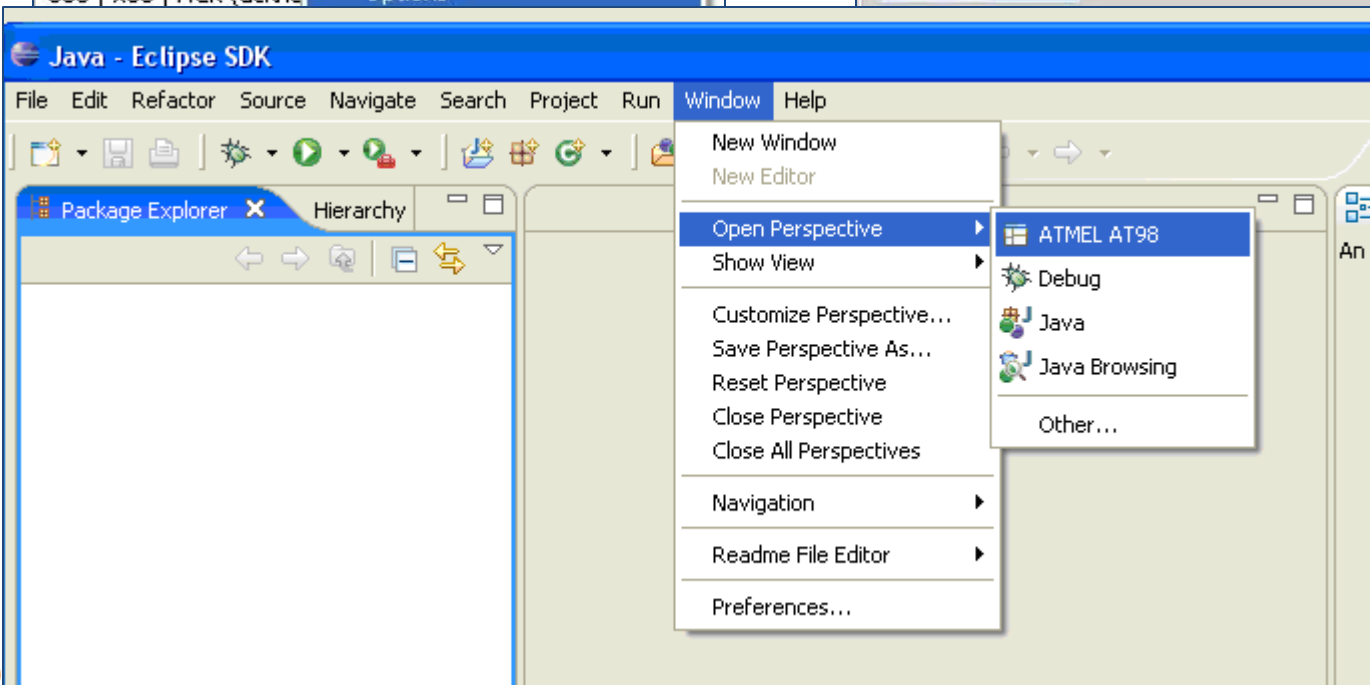 Java - Eclipse SDK
File Edit Refactor Source Navigate Search Project Run Window Help
Package Explorer Hierarchy
New Window
New Editor
Open Perspective
Show View
Customize Perspective...
Save Perspective As...
Reset Perspective
Close Perspective
Close All Perspectives
Navigation
Readme File Editor
Preferences...
ATMEL AT98
Debug
Java
Java Browsing
Other...
An